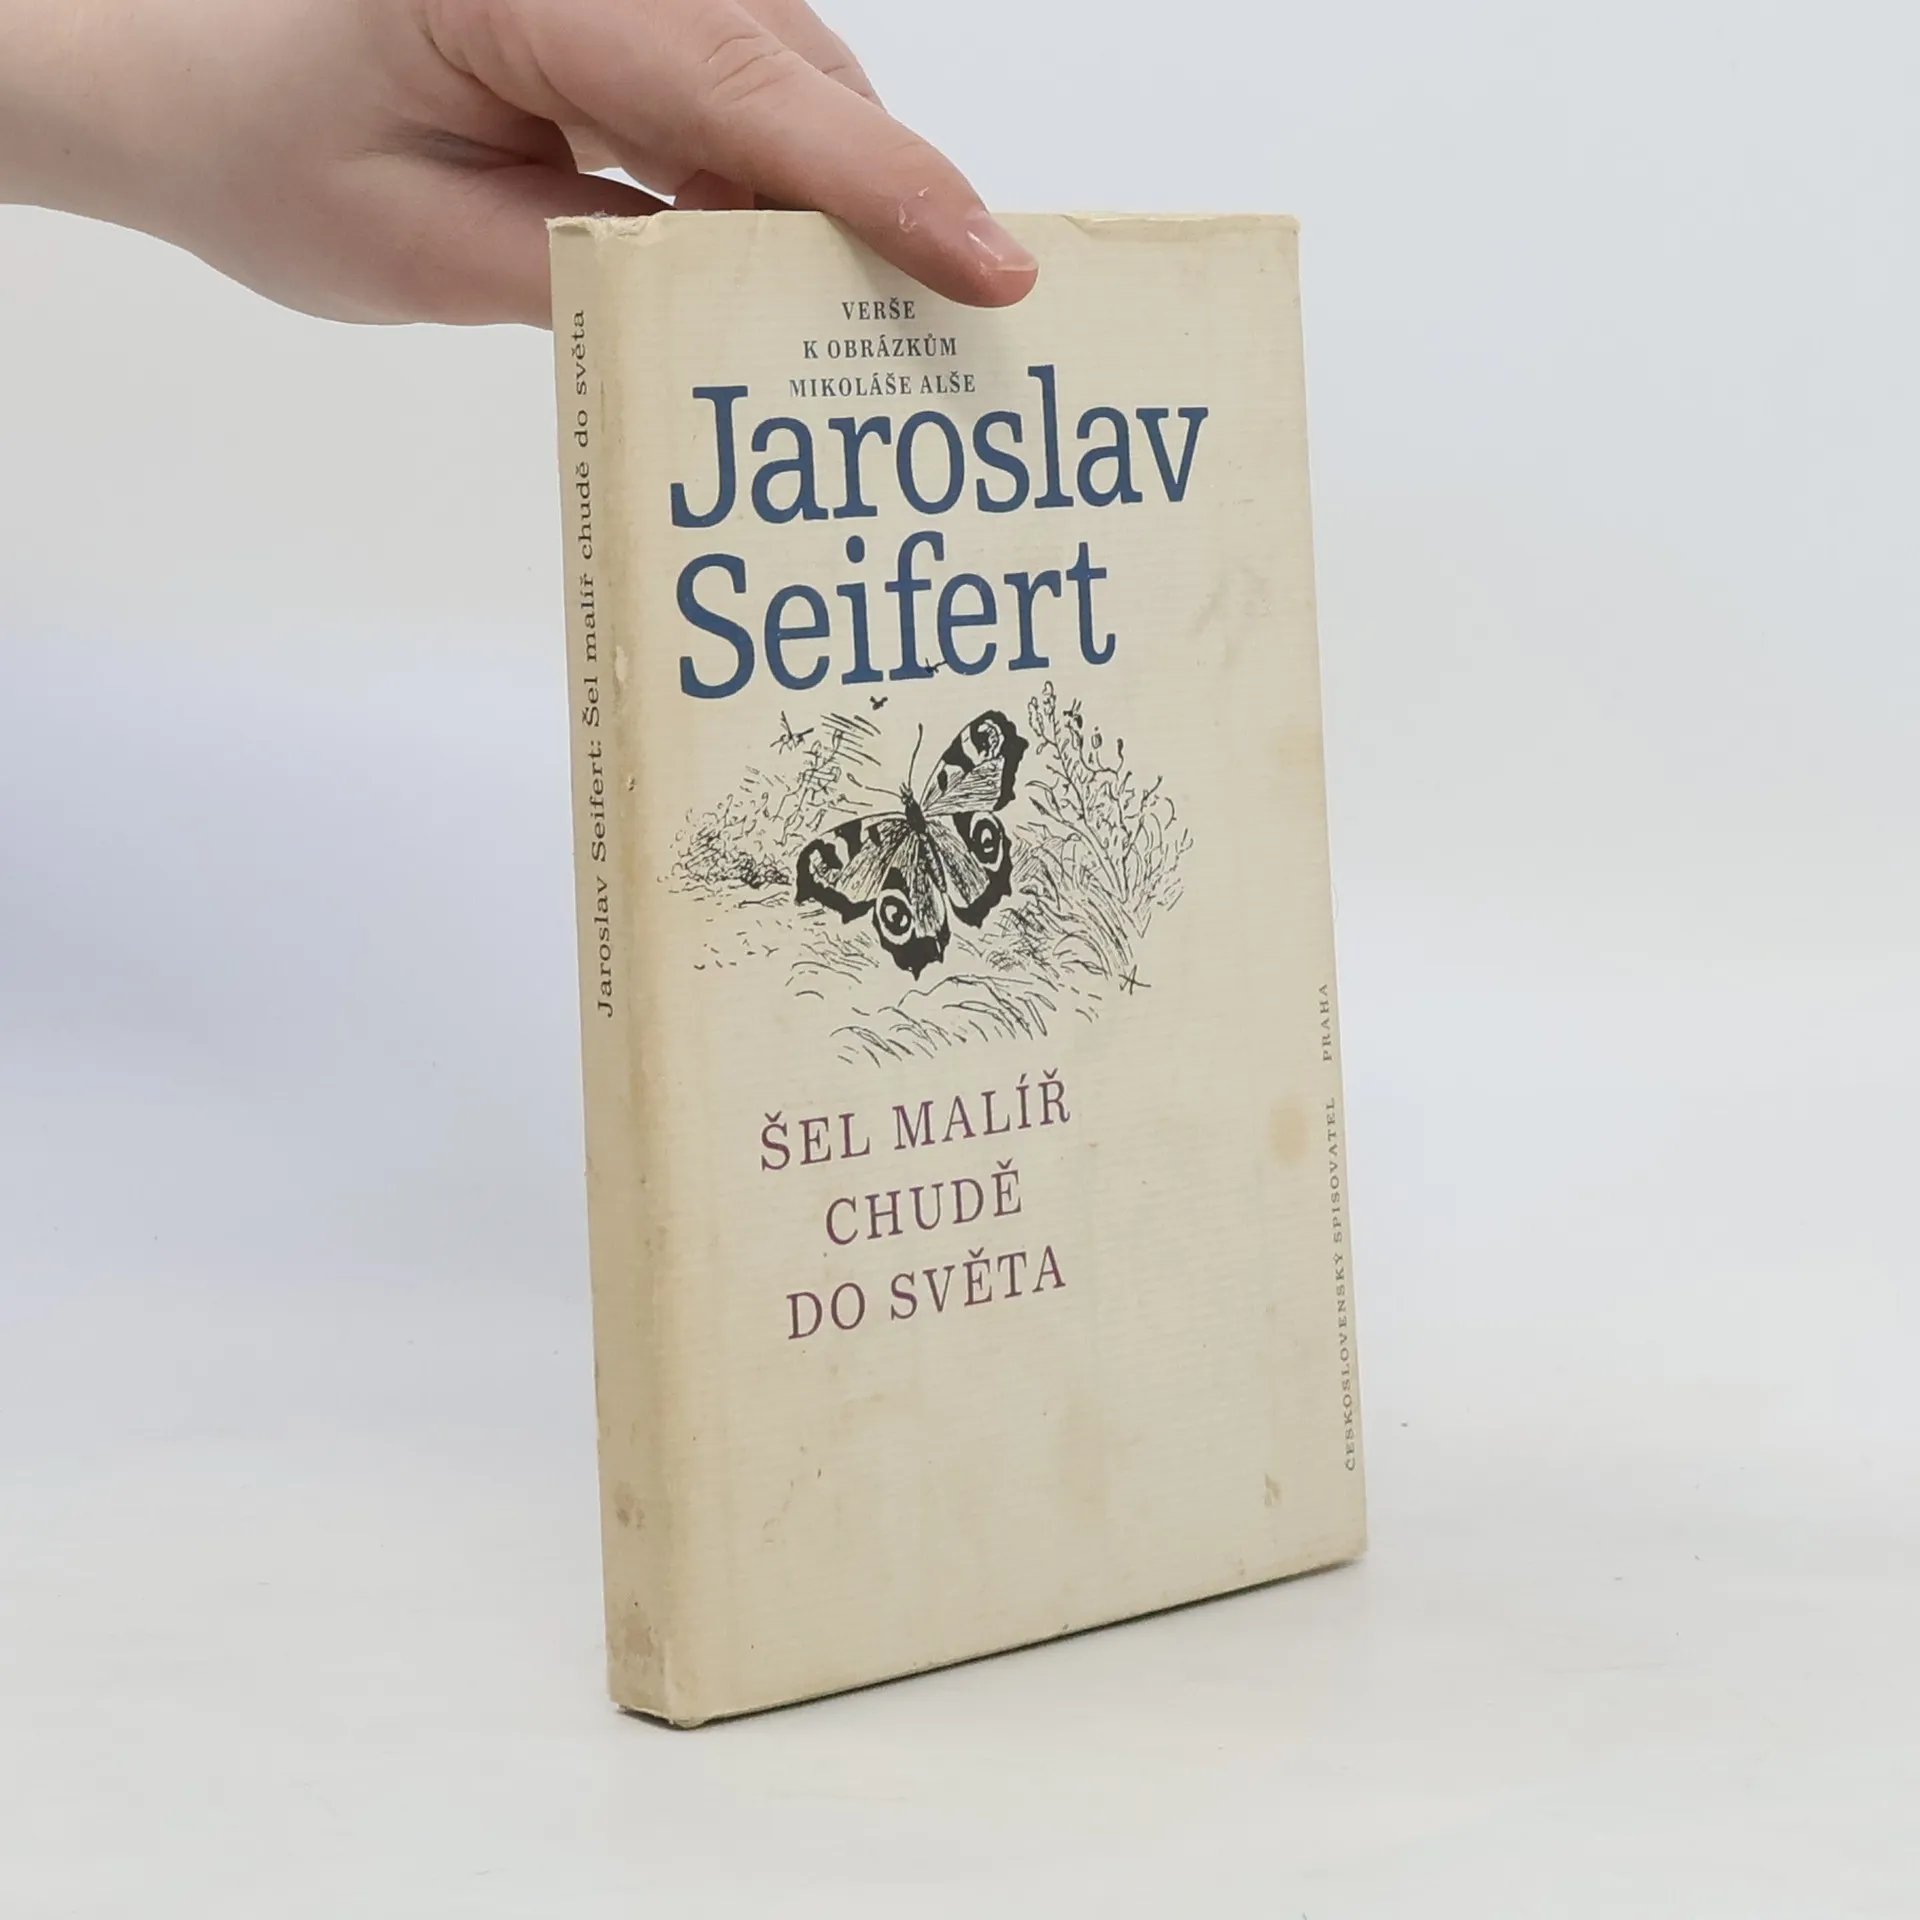 VERŠE
K OBRÁZKŮM
MIKOLÁŠE ALŠE
Jaroslav
Seifert
ŠEL MALÍŘ
CHUDĚ
DO SVĚTA
Jaroslav Seifert: Šel malíř chudě do světa
ČESKOSLOVENSKÝ SPISOVATEL PRAHA